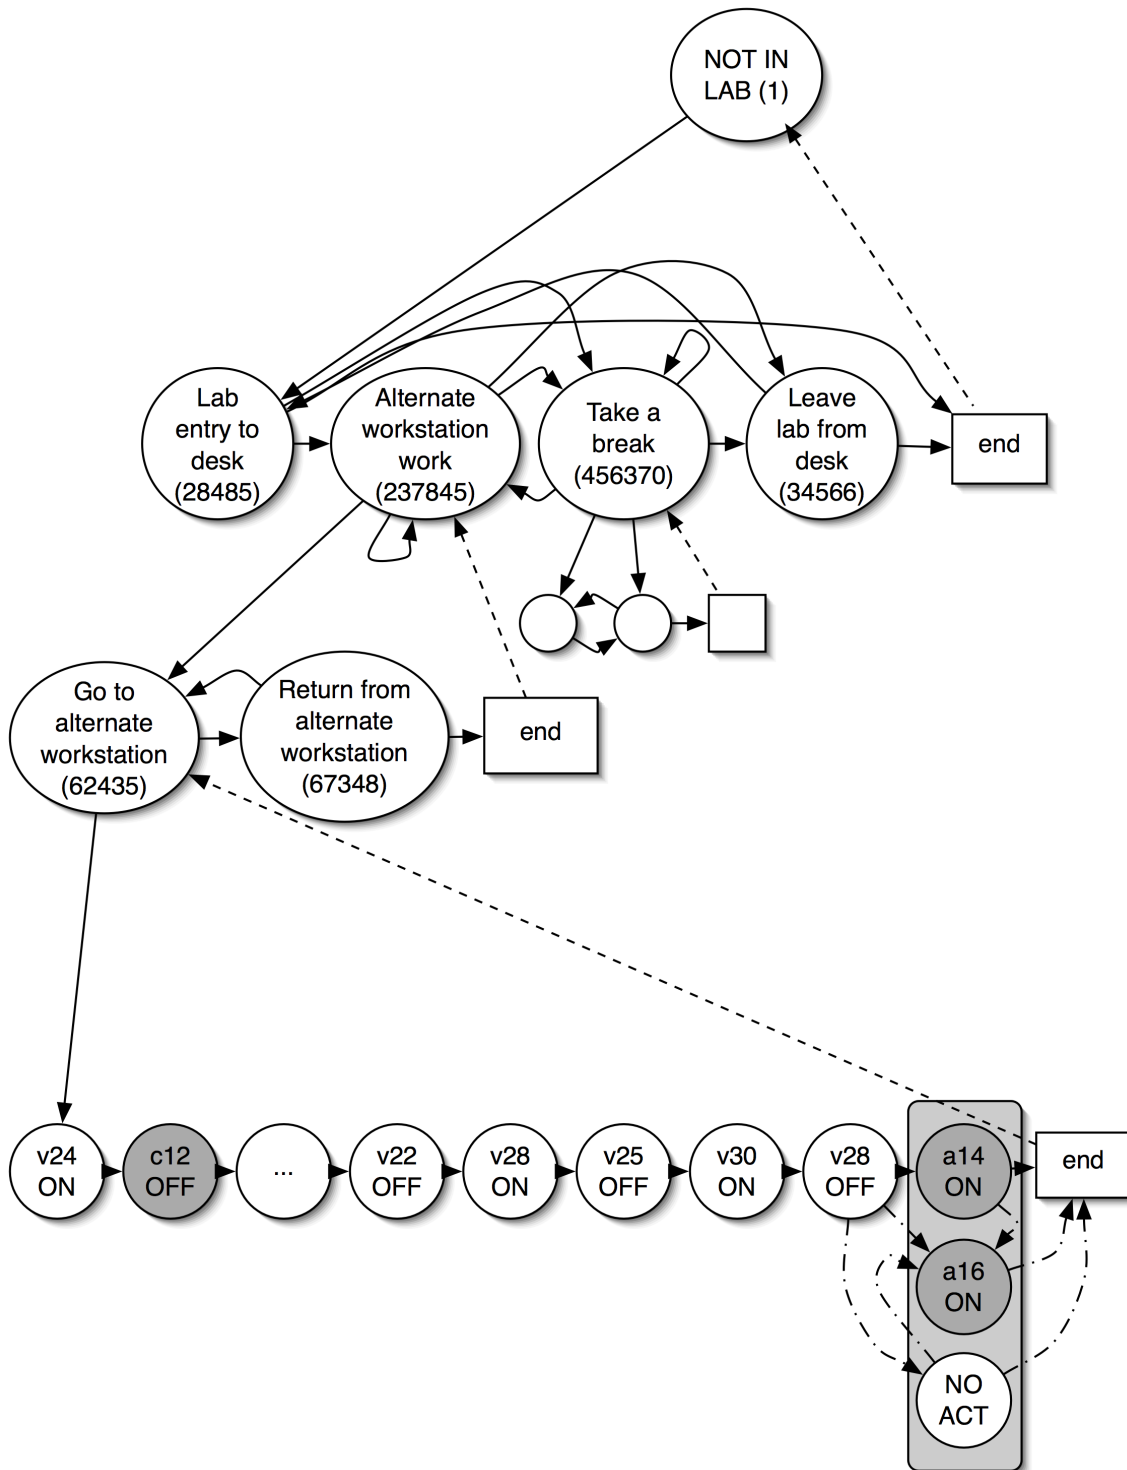 NOT IN
LAB (1)
Lab
entry to
desk
(28485)
Alternate
workstation
work
(237845)
Take a
break
(456370)
Leave
lab from
desk
(34566)
end
Go to
alternate
workstation
(62435)
Return from
alternate
workstation
(67348)
end
v24
ON
c12
OFF
...
v22
OFF
v28
ON
v25
OFF
v30
ON
v28
OFF
a14
ON
end
a16
ON
NO
ACT